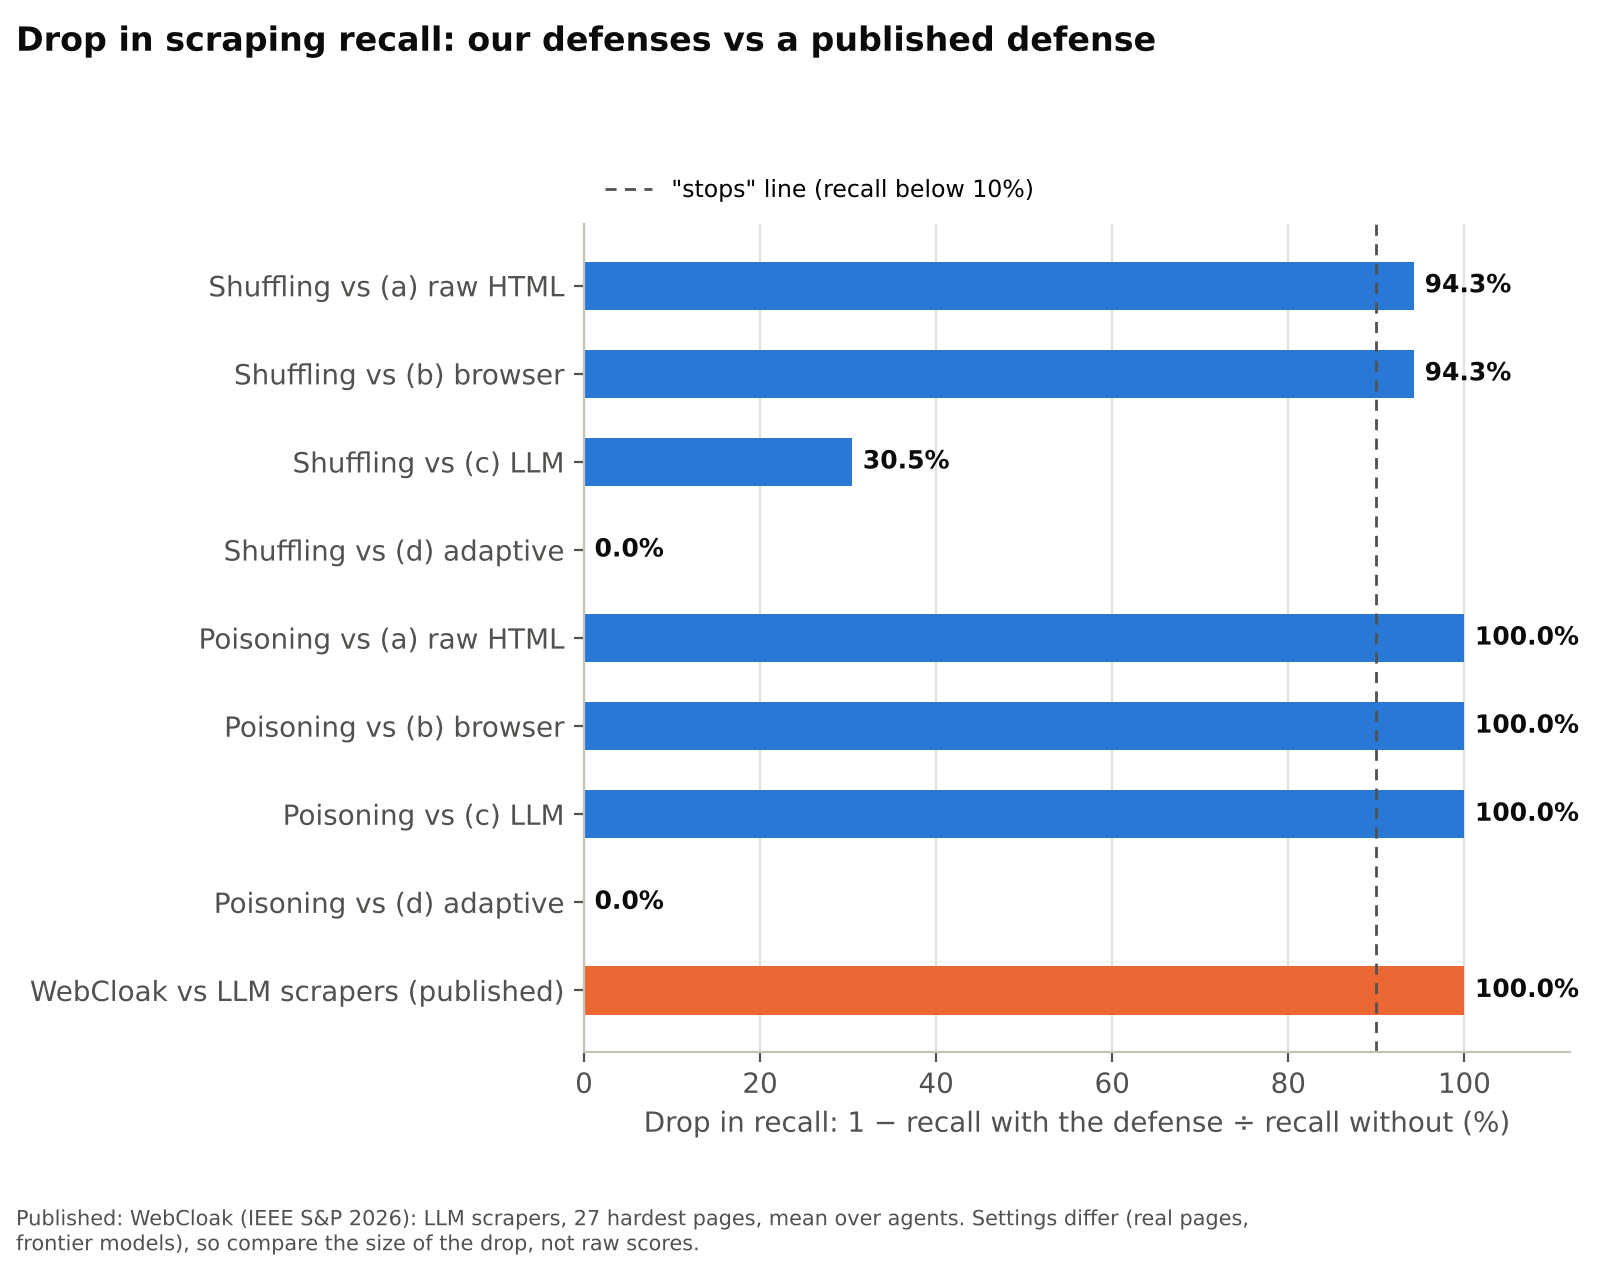 Drop in scraping recall: our defenses vs a published defense
"stops" line (recall below 10%)
Shuffling vs (a) raw HTML
94.3%
Shuffling vs (b) browser
94.3%
Shuffling vs (c) LLM
30.5%
Shuffling vs (d) adaptive
0.0%
Poisoning vs (a) raw HTML
100.0%
Poisoning vs (b) browser
100.0%
Poisoning vs (c) LLM
100.0%
Poisoning vs (d) adaptive
0.0%
WebCloak vs LLM scrapers (published)
100.0%
0 20 40 60 80 100
Drop in recall: 1 − recall with the defense ÷ recall without (%)
Published: WebCloak (IEEE S&P 2026): LLM scrapers, 27 hardest pages, mean over agents. Settings differ (real pages,
frontier models), so compare the size of the drop, not raw scores.